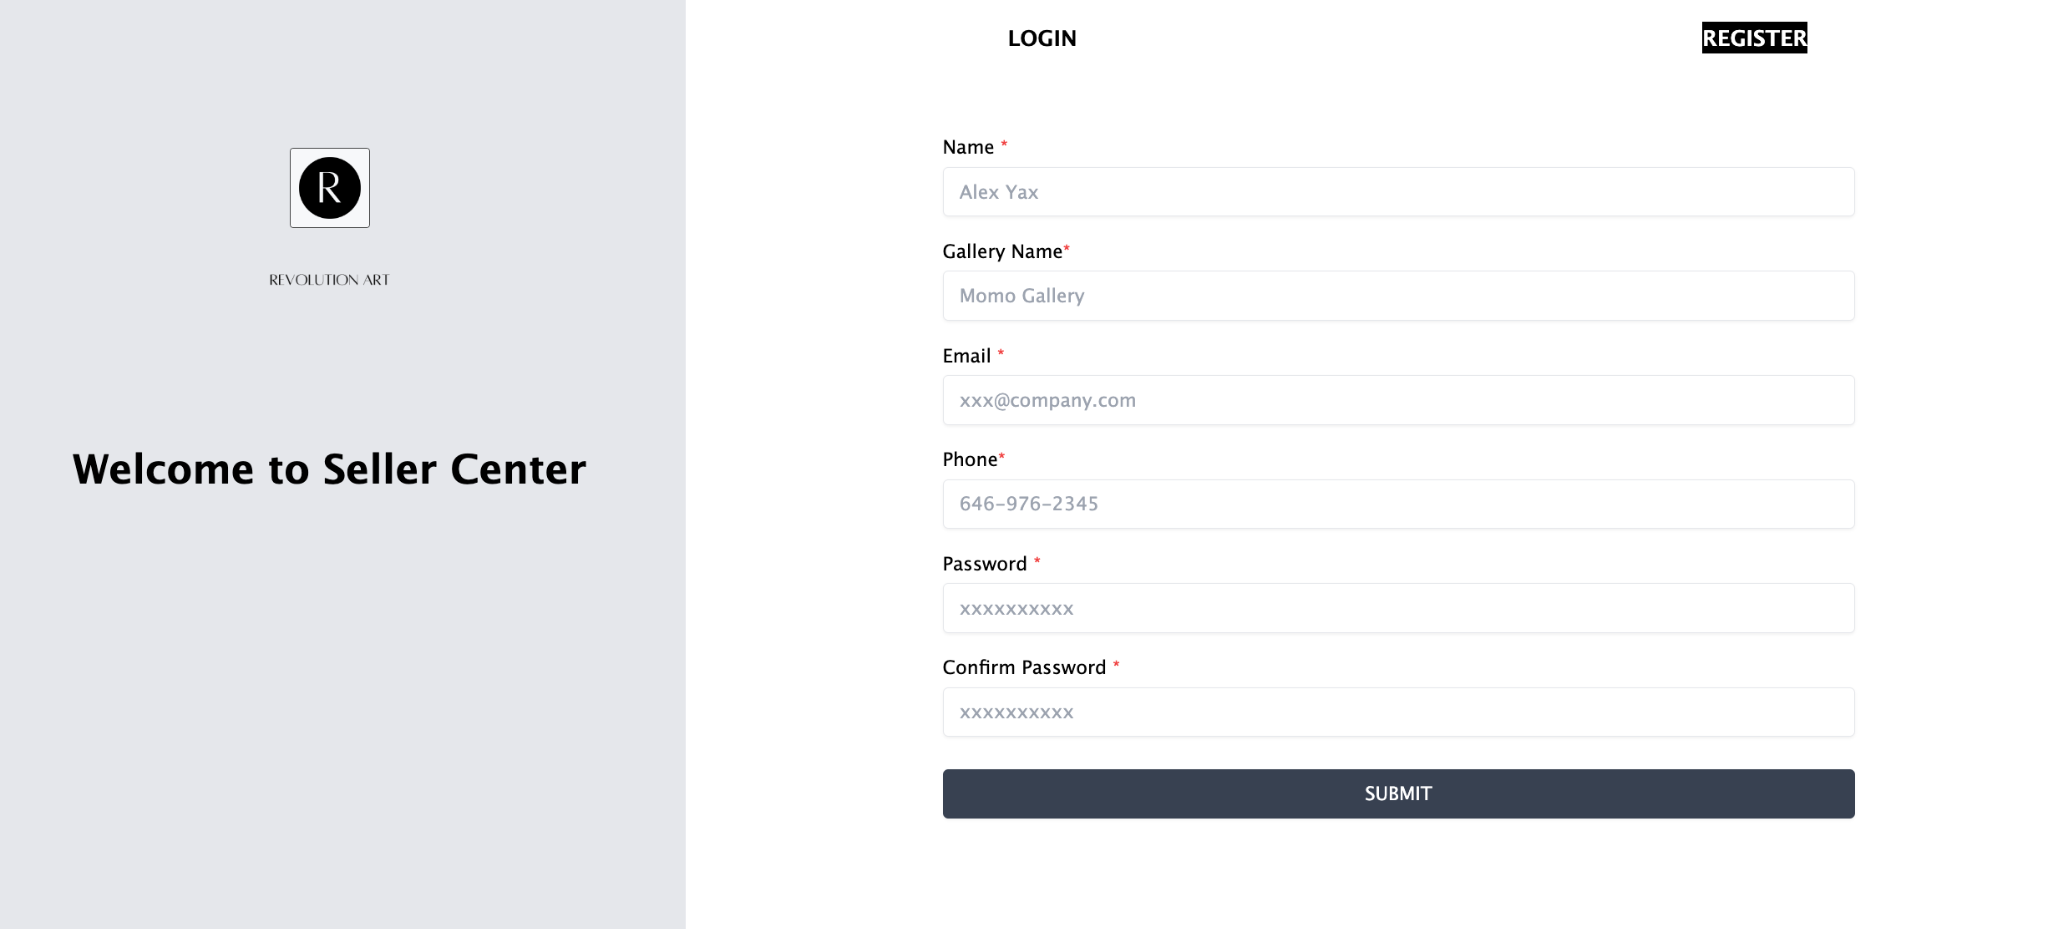 R
REVOLUTION ART
Welcome to Seller Center
LOGIN
REGISTER
Name *
Alex Yax
Gallery Name*
Momo Gallery
Email *
xxx@company.com
Phone*
646-976-2345
Password *
xxxxxxxxxx
Confirm Password *
xxxxxxxxxx
SUBMIT